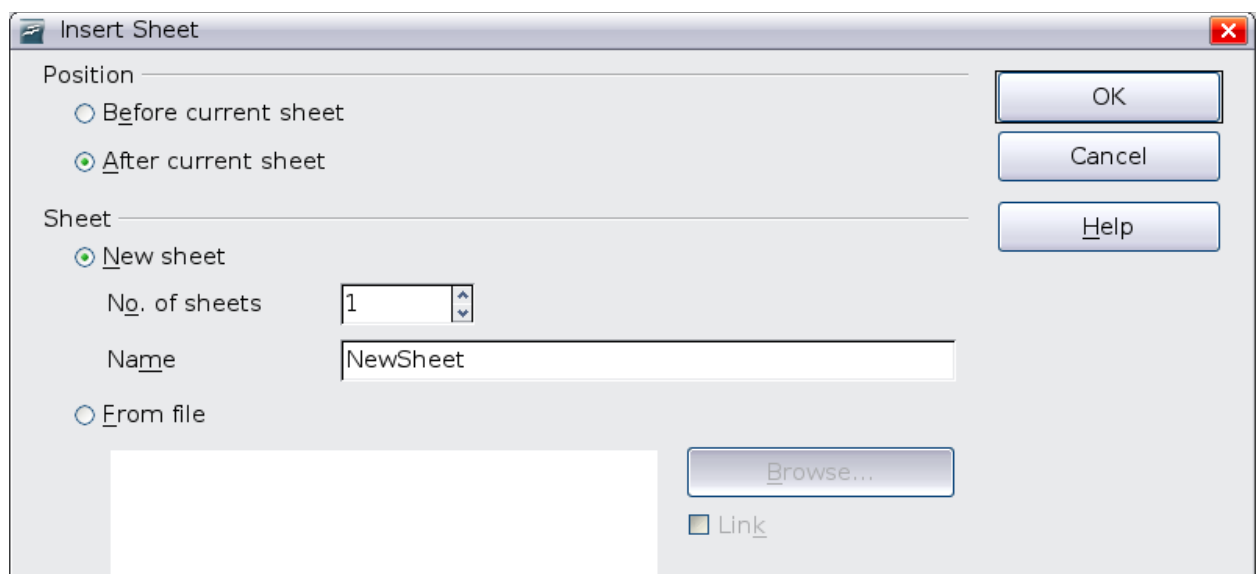 Insert Sheet
Position
Before current sheet
After current sheet
OK
Cancel
Help
Sheet
New sheet
No. of sheets
1
Name
NewSheet
From file
Browse...
Link